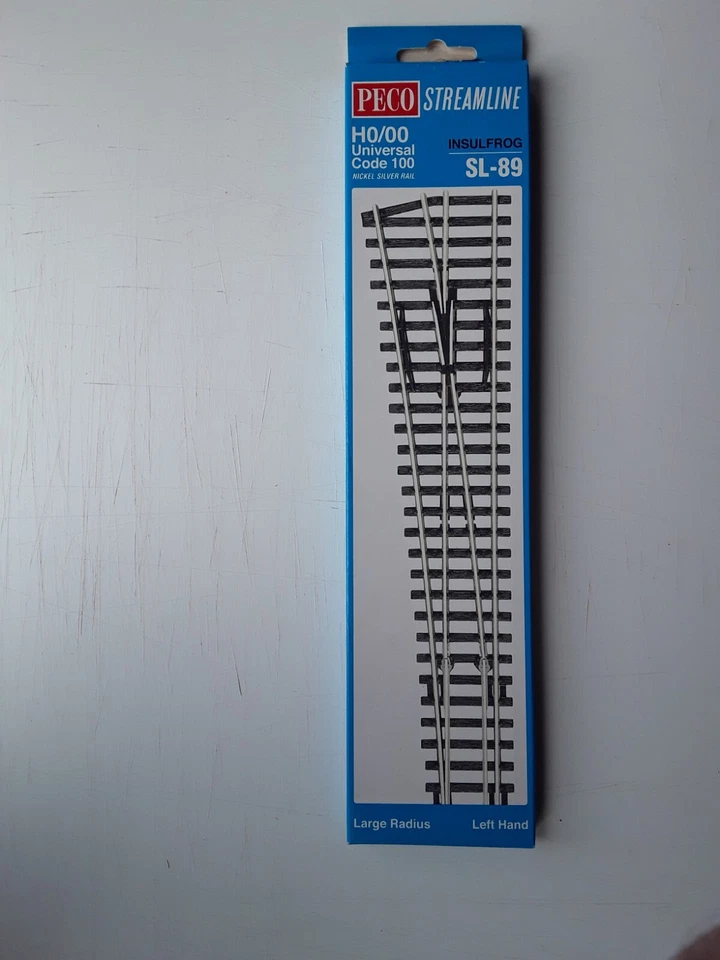 PECO STREAMLINE
H0/00
Universal
Code 100
NICKEL SILVER RAIL
INSULFROG
SL-89
Large Radius
Left Hand